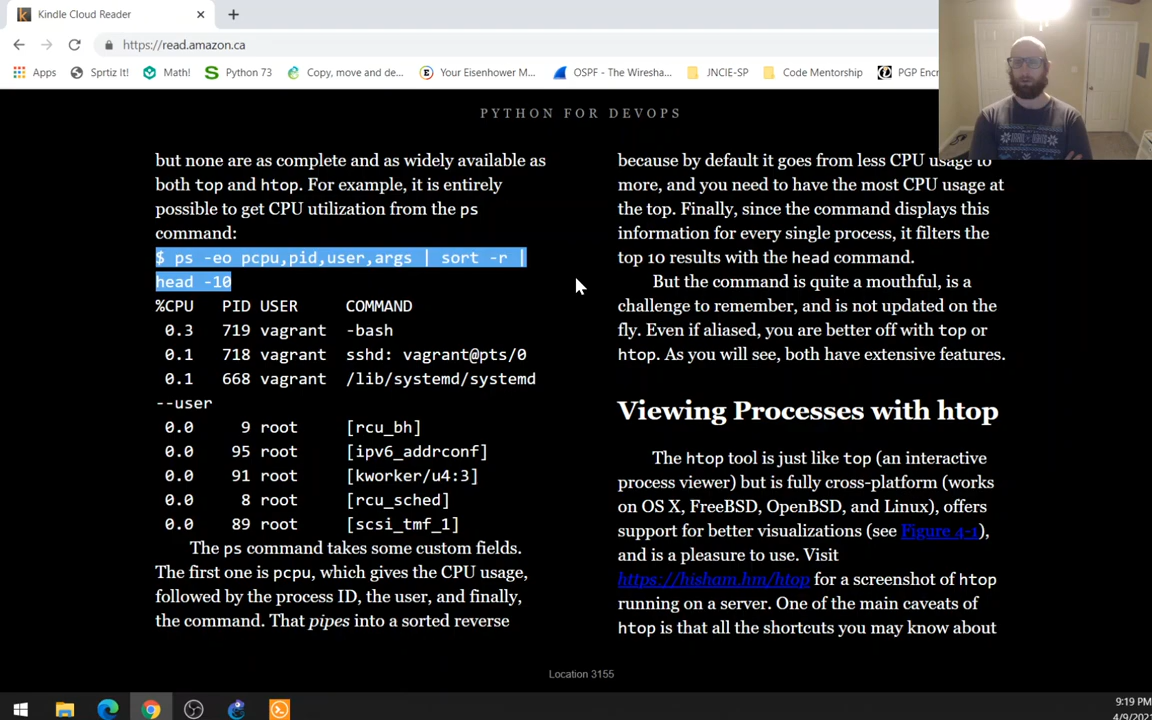 Kindle Cloud Reader
https://read.amazon.ca
Apps
Sprtiz It!
Math!
Python 73
Copy, move and de...
Your Eisenhower M...
OSPF - The Wiresha...
JNCIE-SP
Code Mentorship
PGP Encr
PYTHON FOR DEVOPS
but none are as complete and as widely available as
both top and htop. For example, it is entirely
possible to get CPU utilization from the ps
command:
$ ps -eo pcpu,pid,user,args | sort -r |
head -10
%CPU PID USER COMMAND
0.3 719 vagrant -bash
0.1 718 vagrant sshd: vagrant@pts/0
0.1 668 vagrant /lib/systemd/systemd
--user
0.0 9 root [rcu_bh]
0.0 95 root [ipv6_addrconf]
0.0 91 root [kworker/u4:3]
0.0 8 root [rcu_sched]
0.0 89 root [scsi_tmf_1]
The ps command takes some custom fields.
The first one is pcpu, which gives the CPU usage,
followed by the process ID, the user, and finally,
the command. That pipes into a sorted reverse
because by default it goes from less CPU usage to
more, and you need to have the most CPU usage at
the top. Finally, since the command displays this
information for every single process, it filters the
top 10 results with the head command.
But the command is quite a mouthful, is a
challenge to remember, and is not updated on the
fly. Even if aliased, you are better off with top or
htop. As you will see, both have extensive features.
Viewing Processes with htop
The htop tool is just like top (an interactive
process viewer) but is fully cross-platform (works
on OS X, FreeBSD, OpenBSD, and Linux), offers
support for better visualizations (see Figure 4-1),
and is a pleasure to use. Visit
https://hisham.hm/htop for a screenshot of htop
running on a server. One of the main caveats of
htop is that all the shortcuts you may know about
Location 3155
9:19 PM
4/9/202